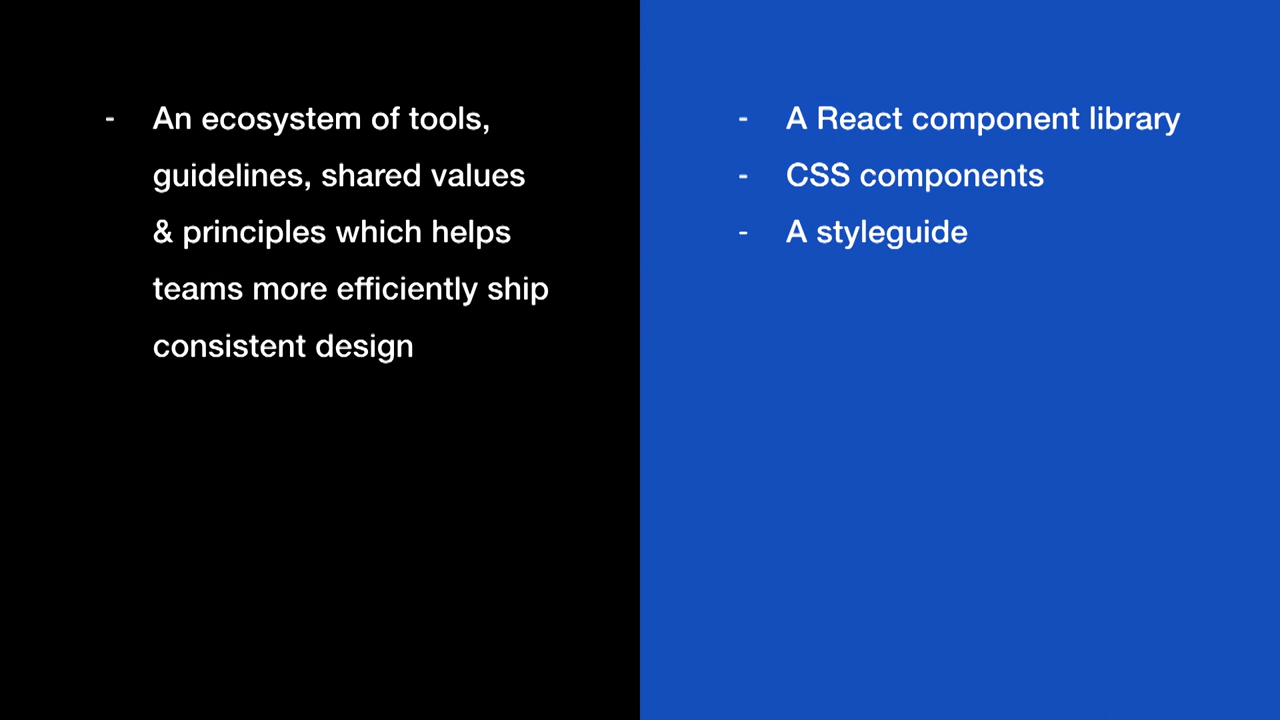 - An ecosystem of tools,
guidelines, shared values
& principles which helps
teams more efficiently ship
consistent design
- A React component library
- CSS components
- A styleguide